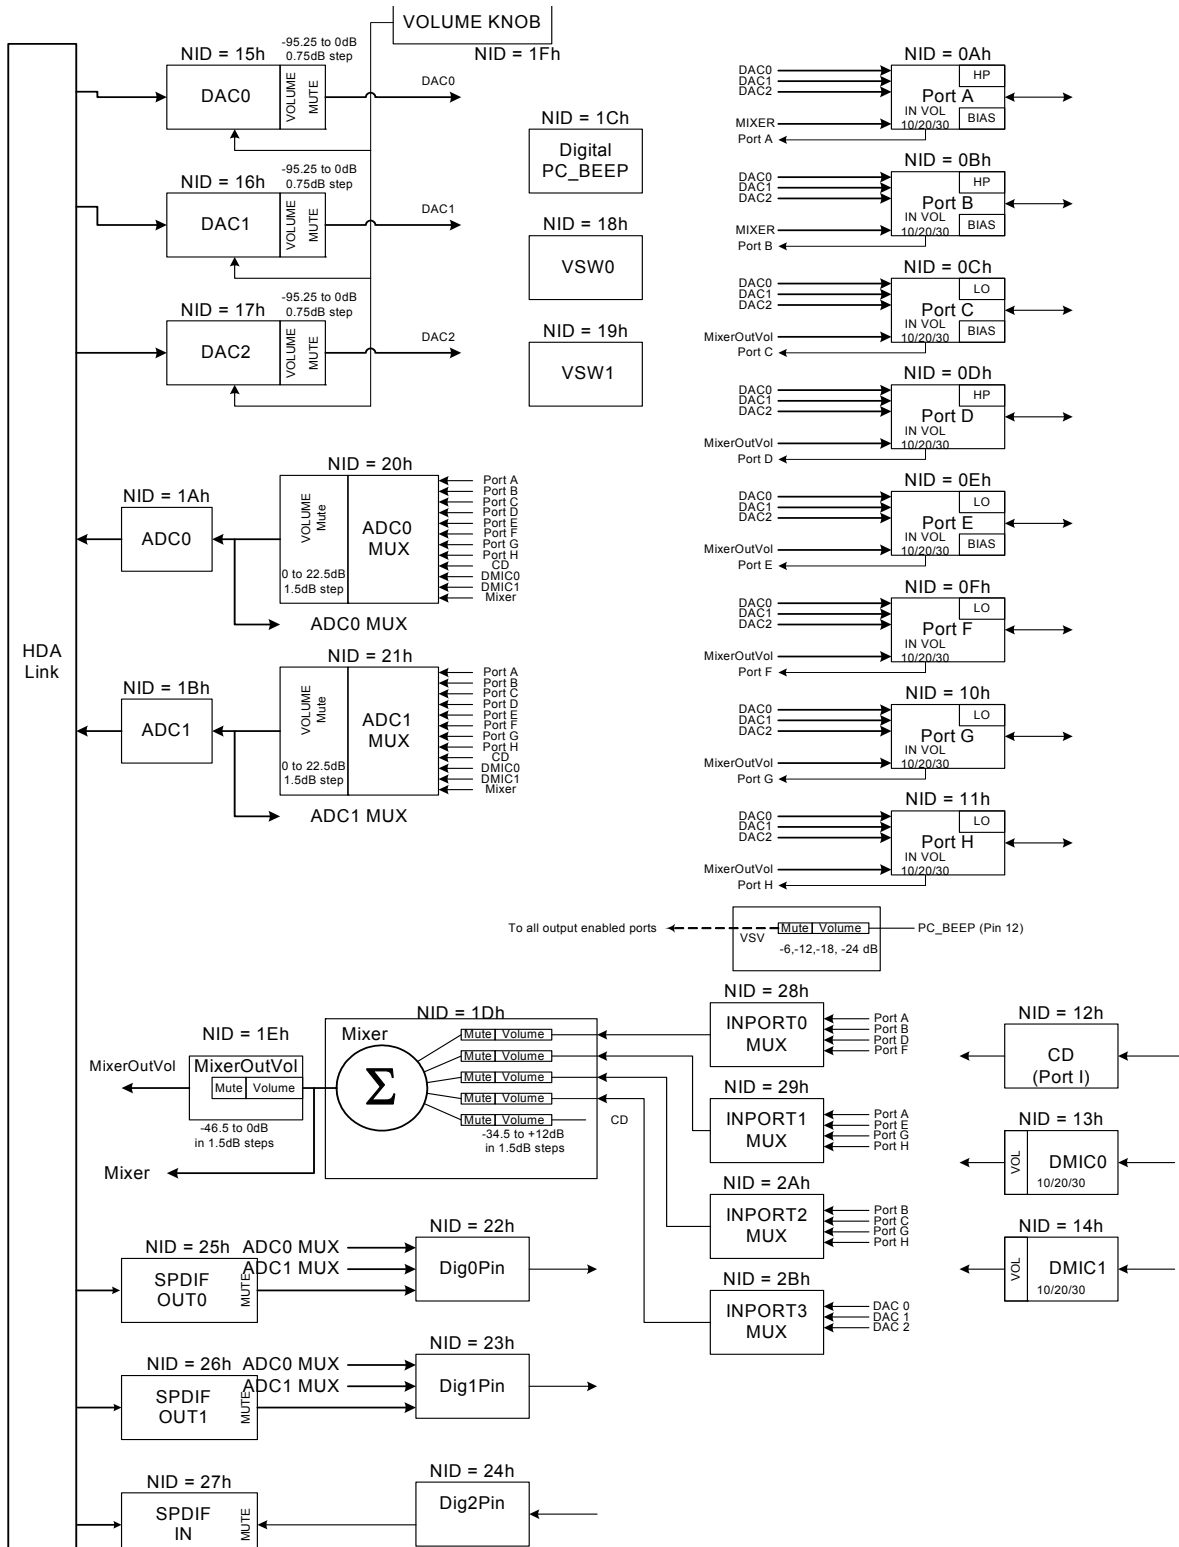 VOLUME KNOB
NID = 1Fh
NID = 15h
-95.25 to 0dB
0.75dB step
DAC0
VOLUME
MUTE
DAC0
NID = 16h
-95.25 to 0dB
0.75dB step
DAC1
VOLUME
MUTE
DAC1
NID = 17h
-95.25 to 0dB
0.75dB step
DAC2
VOLUME
MUTE
DAC2
NID = 1Ch
Digital
PC_BEEP
NID = 18h
VSW0
NID = 19h
VSW1
HDA
Link
NID = 1Ah
ADC0
NID = 20h
VOLUME
Mute
0 to 22.5dB
1.5dB step
ADC0
MUX
Port A
Port B
Port C
Port D
Port E
Port F
Port G
Port H
CD
DMIC0
DMIC1
Mixer
ADC0 MUX
NID = 1Bh
ADC1
NID = 21h
VOLUME
Mute
0 to 22.5dB
1.5dB step
ADC1
MUX
Port A
Port B
Port C
Port D
Port E
Port F
Port G
Port H
CD
DMIC0
DMIC1
Mixer
ADC1 MUX
NID = 0Ah
DAC0
DAC1
DAC2
MIXER
Port A
HP
Port A
IN VOL
10/20/30
BIAS
NID = 0Bh
DAC0
DAC1
DAC2
MIXER
Port B
HP
Port B
IN VOL
10/20/30
BIAS
NID = 0Ch
DAC0
DAC1
DAC2
MixerOutVol
Port C
LO
Port C
IN VOL
10/20/30
BIAS
NID = 0Dh
DAC0
DAC1
DAC2
MixerOutVol
Port D
HP
Port D
IN VOL
10/20/30
NID = 0Eh
DAC0
DAC1
DAC2
MixerOutVol
Port E
LO
Port E
IN VOL
10/20/30
BIAS
NID = 0Fh
DAC0
DAC1
DAC2
MixerOutVol
Port F
LO
Port F
IN VOL
10/20/30
NID = 10h
DAC0
DAC1
DAC2
MixerOutVol
Port G
LO
Port G
IN VOL
10/20/30
NID = 11h
DAC0
DAC1
DAC2
MixerOutVol
Port H
LO
Port H
IN VOL
10/20/30
To all output enabled ports
VSV
Mute Volume
-6,-12,-18, -24 dB
PC_BEEP (Pin 12)
NID = 1Eh
MixerOutVol
MixerOutVol
Mute Volume
-46.5 to 0dB
in 1.5dB steps
Mixer
NID = 1Dh
Mixer
Σ
Mute Volume
Mute Volume
Mute Volume
Mute Volume
Mute Volume
-34.5 to +12dB
in 1.5dB steps
CD
NID = 28h
INPORT0
MUX
Port A
Port B
Port D
Port F
NID = 29h
INPORT1
MUX
Port A
Port E
Port G
Port H
NID = 2Ah
INPORT2
MUX
Port B
Port C
Port G
Port H
NID = 2Bh
INPORT3
MUX
DAC 0
DAC 1
DAC 2
NID = 12h
CD
(Port I)
NID = 13h
VOL
DMIC0
10/20/30
NID = 14h
VOL
DMIC1
10/20/30
NID = 25h
SPDIF
OUT0
MUTE
ADC0 MUX
ADC1 MUX
NID = 22h
Dig0Pin
NID = 26h
SPDIF
OUT1
MUTE
ADC0 MUX
ADC1 MUX
NID = 23h
Dig1Pin
NID = 27h
SPDIF
IN
MUTE
NID = 24h
Dig2Pin